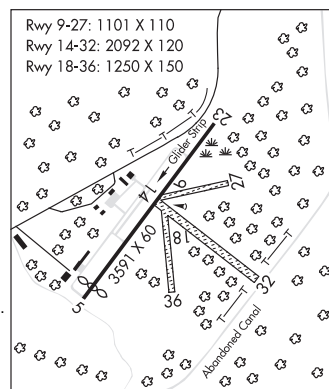 Rwy 9-27: 1101 X 110
Rwy 14-32: 2092 X 120
Rwy 18-36: 1250 X 150
23
Glider Strip
14
9
27
18
3591 X 60
36
32
5
Abandoned Canal